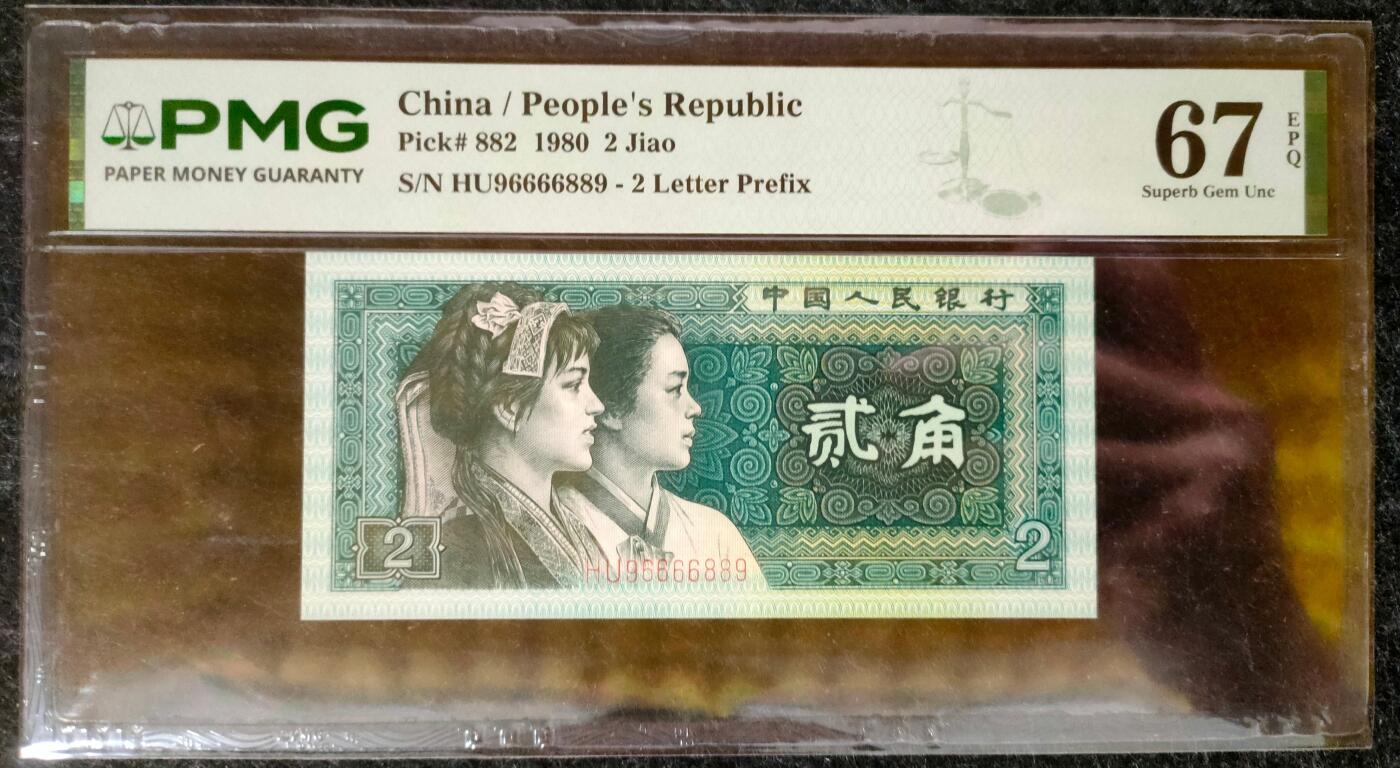 PMG
PAPER MONEY GUARANTY
China / People's Republic
Pick# 882 1980 2 Jiao
S/N HU96666889 - 2 Letter Prefix
67
EPQ
Superb Gem Unc
中国人民银行
贰角
2
2
HU96666889